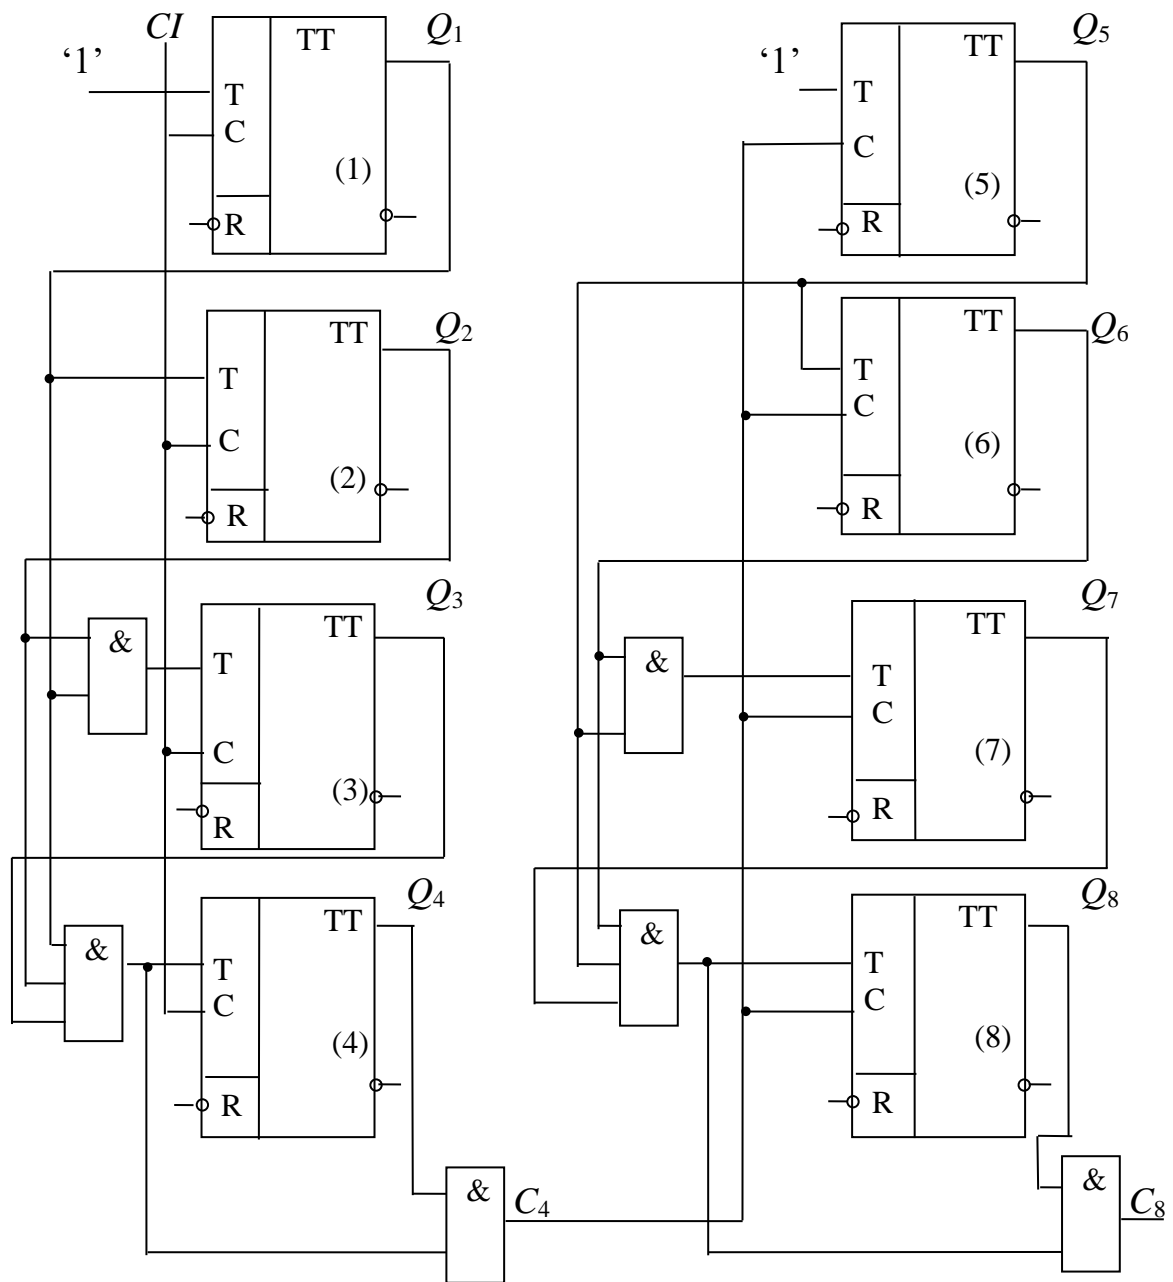 CI
Q1
‘1’
TT
T
C
(1)
R
Q2
TT
T
C
(2)
R
Q3
&
TT
T
C
(3)
R
Q4
&
TT
T
C
(4)
R
&
C4
Q5
‘1’
TT
T
C
(5)
R
Q6
TT
T
C
(6)
R
Q7
&
TT
T
C
(7)
R
Q8
&
TT
T
C
(8)
R
&
C8